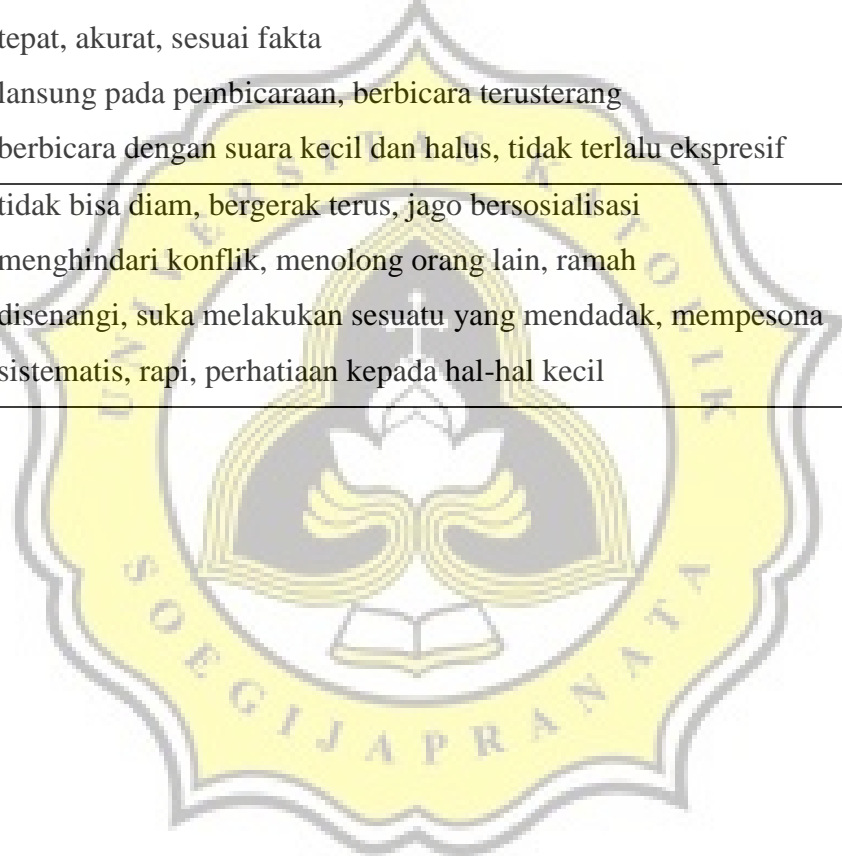 tepat, akurat, sesuai fakta
lansung pada pembicaraan, berbicara terusterang
berbicara dengan suara kecil dan halus, tidak terlalu ekspresif
tidak bisa diam, bergerak terus, jago bersosialisasi
menghindari konflik, menolong orang lain, ramah
disenangi, suka melakukan sesuatu yang mendadak, mempesona
sistematis, rapi, perhatiaan kepada hal-hal kecil
UNIVERSITAS KATOLIK
SOEGIJAPRANATA